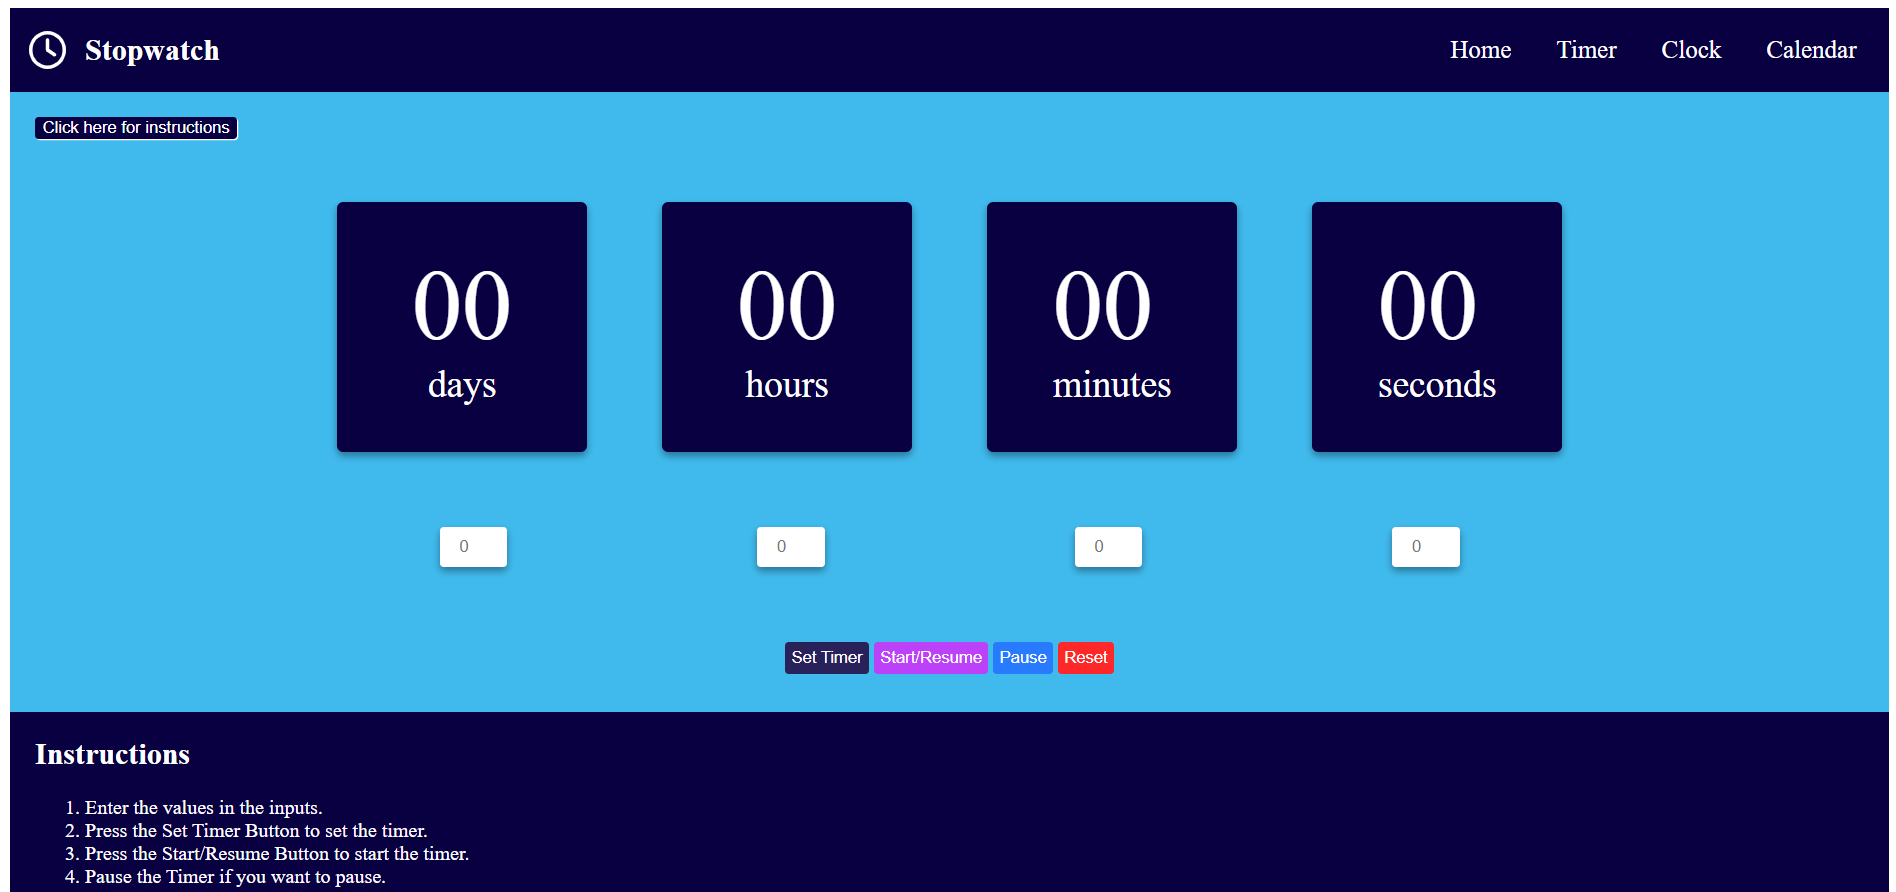 Stopwatch
Home Timer Clock Calendar
Click here for instructions
00 00 00 00
days hours minutes seconds
0 0 0 0
Set Timer Start/Resume Pause Reset
Instructions
1. Enter the values in the inputs.
2. Press the Set Timer Button to set the timer.
3. Press the Start/Resume Button to start the timer.
4. Pause the Timer if you want to pause.